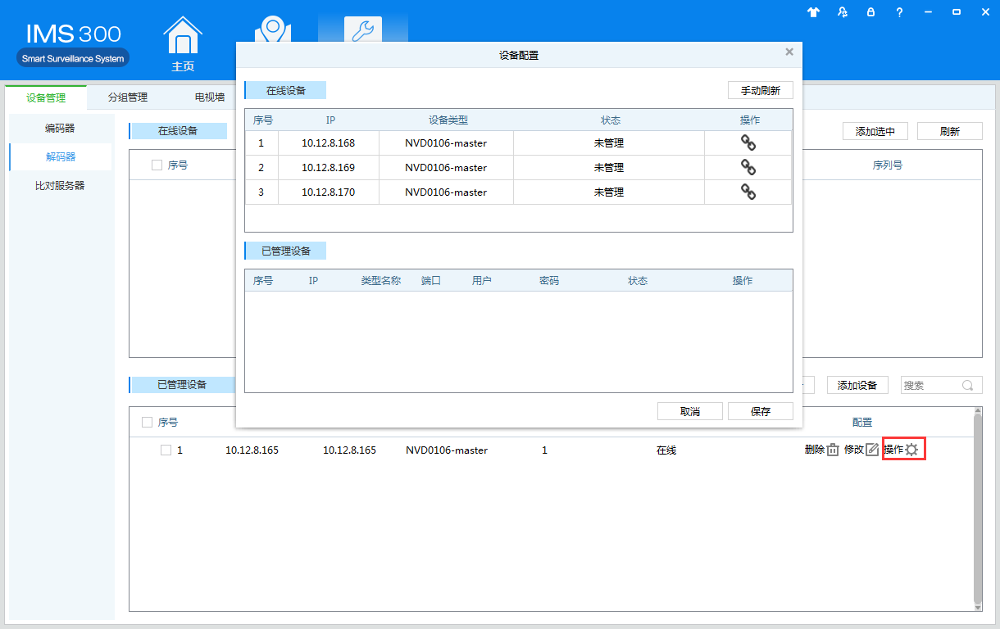 IMS 300
Smart Surveillance System
主页
设备管理
分组管理
电视墙
编码器
解码器
比对服务器
在线设备
添加选中
刷新
序号
序列号
设备配置
在线设备
手动刷新
序号 IP 设备类型 状态 操作
1 10.12.8.168 NVD0106-master 未管理
2 10.12.8.169 NVD0106-master 未管理
3 10.12.8.170 NVD0106-master 未管理
已管理设备
序号 IP 类型名称 端口 用户 密码 状态 操作
取消
保存
已管理设备
添加设备
搜索
序号
配置
1 10.12.8.165 10.12.8.165 NVD0106-master 1 在线 删除 修改 操作